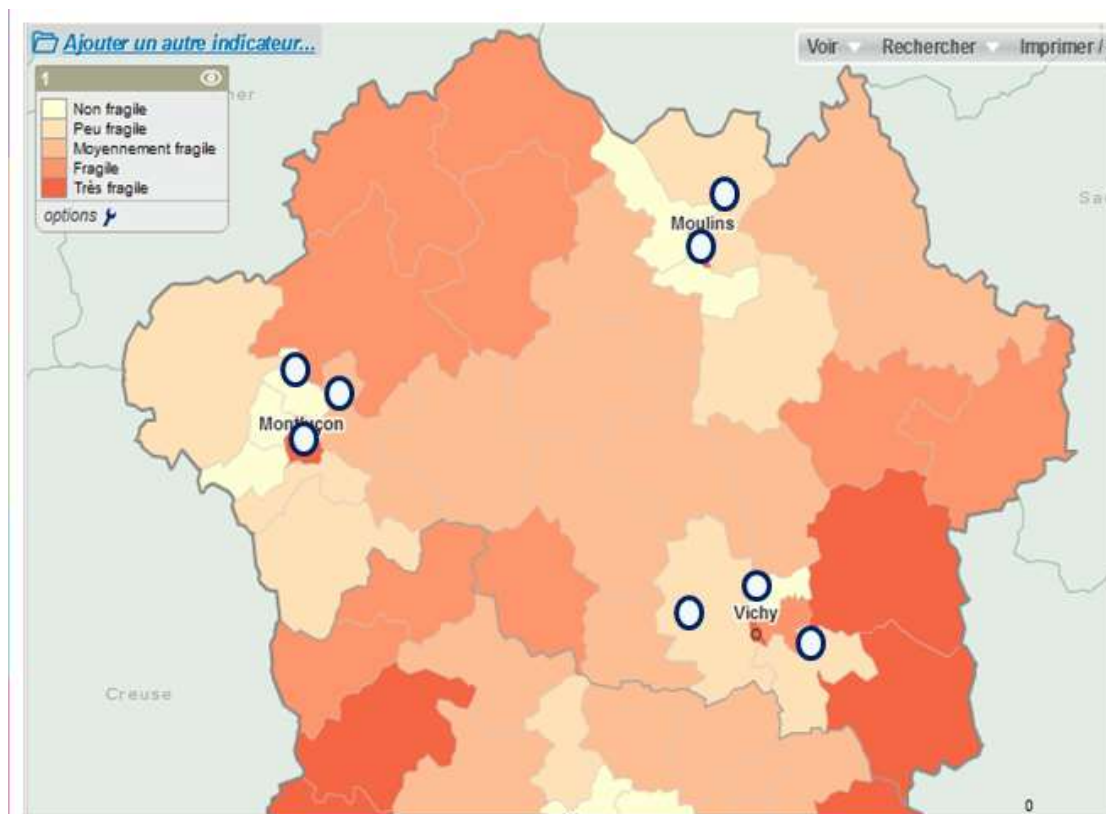 Ajouter un autre indicateur...
Voir Rechercher Imprimer /
1
Non fragile
Peu fragile
Moyennement fragile
Fragile
Très fragile
options
Moulins
Montluçon
Vichy
Creuse
0